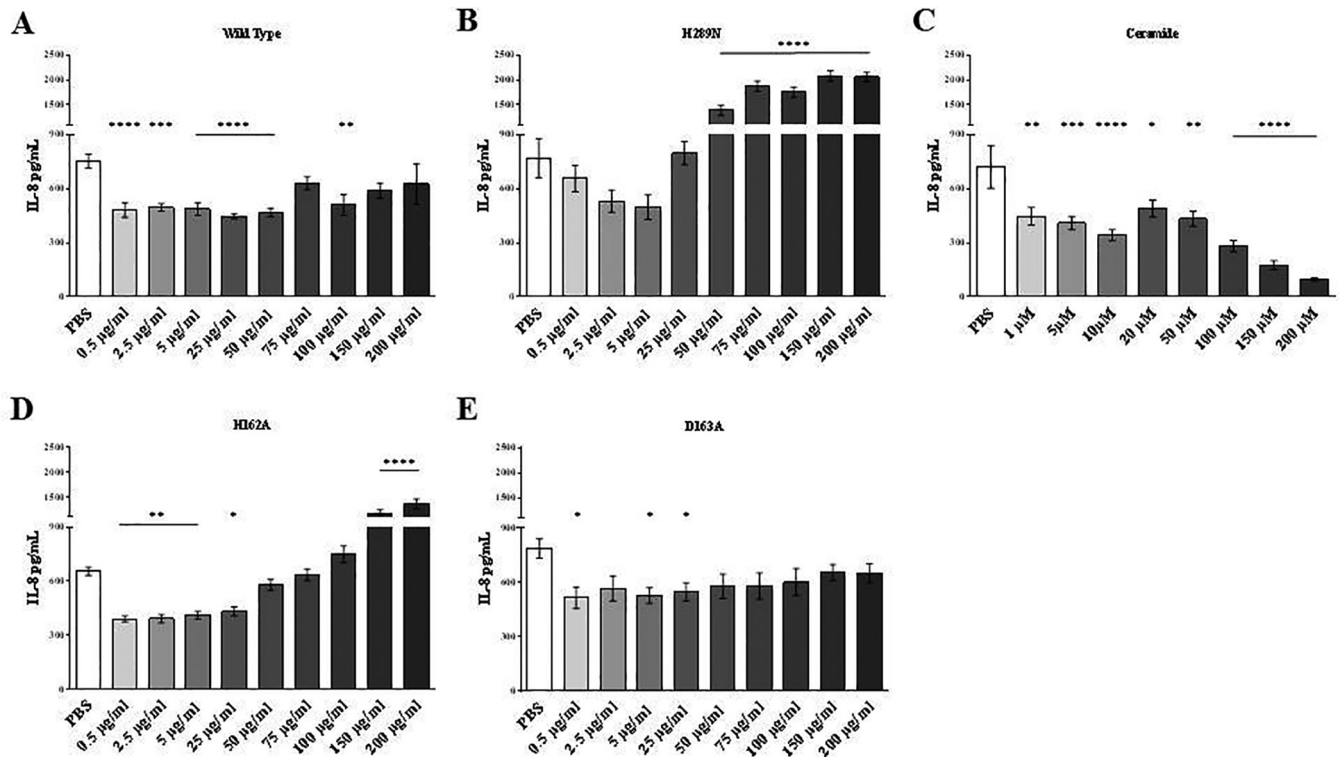 A
Wild Type
IL-8 pg/mL
2500
2000
1500
900
600
300
0
**** *** **** **
PBS
0.5 µg/ml
2.5 µg/ml
5 µg/ml
25 µg/ml
50 µg/ml
75 µg/ml
100 µg/ml
150 µg/ml
200 µg/ml
B
H289N
IL-8 pg/mL
2500
2000
1500
900
600
300
0
****
PBS
0.5 µg/ml
2.5 µg/ml
5 µg/ml
25 µg/ml
50 µg/ml
75 µg/ml
100 µg/ml
150 µg/ml
200 µg/ml
C
Ceramide
IL-8 pg/mL
2500
2000
1500
900
600
300
0
** *** **** * ** ****
PBS
1 µM
5µM
10µM
20 µM
50 µM
100 µM
150 µM
200 µM
D
H162A
IL-8 pg/mL
2500
2000
1500
900
600
300
0
** * ****
PBS
0.5 µg/ml
2.5 µg/ml
5 µg/ml
25 µg/ml
50 µg/ml
75 µg/ml
100 µg/ml
150 µg/ml
200 µg/ml
E
D163A
IL-8 pg/mL
2500
2000
1500
900
600
300
0
* * *
PBS
0.5 µg/ml
2.5 µg/ml
5 µg/ml
25 µg/ml
50 µg/ml
75 µg/ml
100 µg/ml
150 µg/ml
200 µg/ml